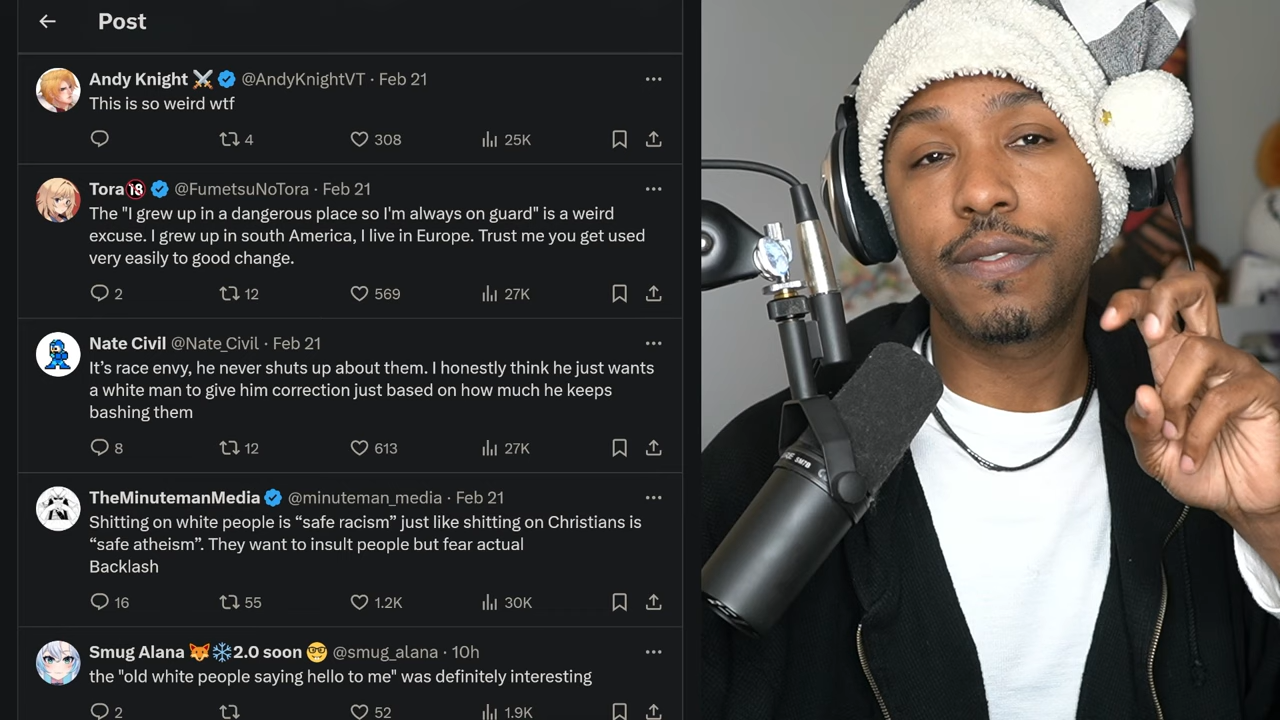 Post
Andy Knight ⚔️ @AndyKnightVT · Feb 21
This is so weird wtf
4 308 25K
Tora🔞 @FumetsuNoTora · Feb 21
The "I grew up in a dangerous place so I'm always on guard" is a weird
excuse. I grew up in south America, I live in Europe. Trust me you get used
very easily to good change.
2 12 569 27K
Nate Civil @Nate_Civil · Feb 21
It’s race envy, he never shuts up about them. I honestly think he just wants
a white man to give him correction just based on how much he keeps
bashing them
8 12 613 27K
TheMinutemanMedia @minuteman_media · Feb 21
Shitting on white people is “safe racism” just like shitting on Christians is
“safe atheism”. They want to insult people but fear actual
Backlash
16 55 1.2K 30K
Smug Alana 🦊❄️2.0 soon 🤓 @smug_alana · 10h
the "old white people saying hello to me" was definitely interesting
2 52 1.9K
SM7B